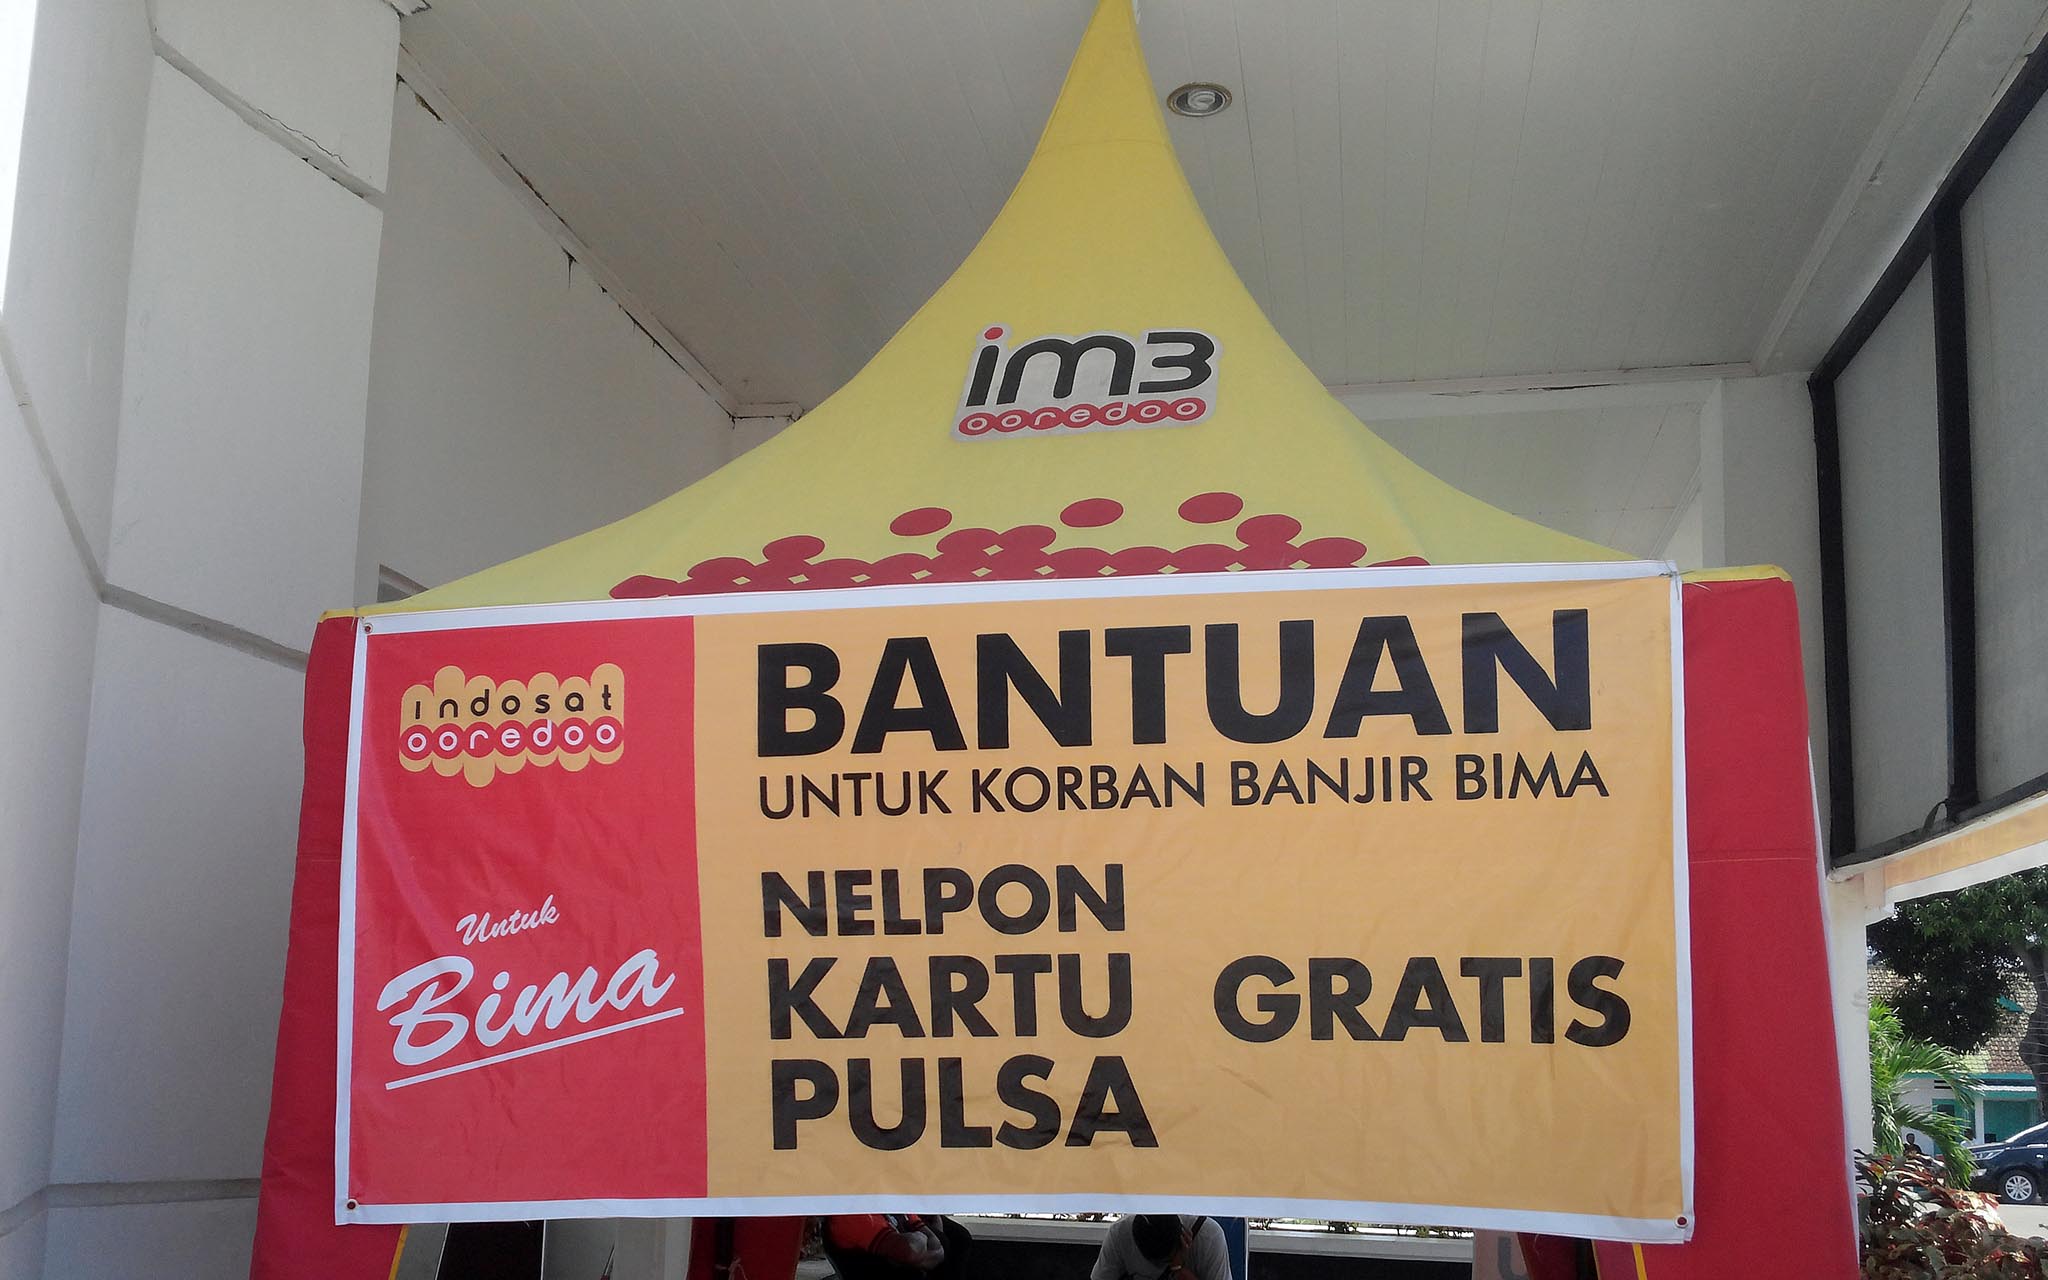 im3
ooredoo
indosat
ooredoo
Untuk
Bima
BANTUAN
UNTUK KORBAN BANJIR BIMA
NELPON
KARTU GRATIS
PULSA